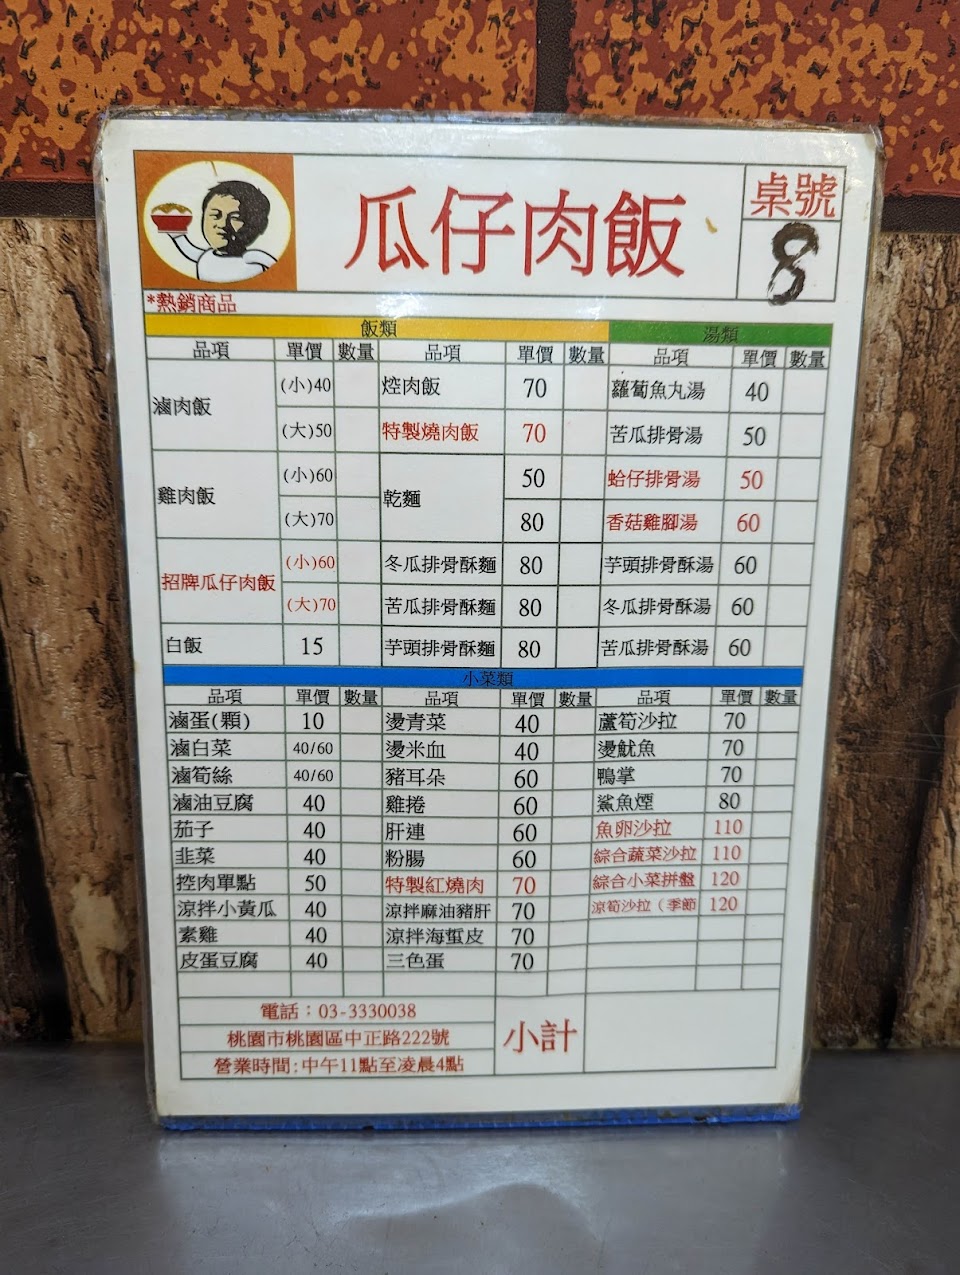 瓜仔肉飯
桌號
8
*熱銷商品
飯類 湯類
品項 單價 數量 品項 單價 數量 品項 單價 數量
滷肉飯 (小)40 焢肉飯 70 蘿蔔魚丸湯 40
(大)50 特製燒肉飯 70 苦瓜排骨湯 50
雞肉飯 (小)60 乾麵 50 蛤仔排骨湯 50
(大)70 80 香菇雞腳湯 60
招牌瓜仔肉飯 (小)60 冬瓜排骨酥麵 80 芋頭排骨酥湯 60
(大)70 苦瓜排骨酥麵 80 冬瓜排骨酥湯 60
白飯 15 芋頭排骨酥麵 80 苦瓜排骨酥湯 60
小菜類
品項 單價 數量 品項 單價 數量 品項 單價 數量
滷蛋(顆) 10 燙青菜 40 蘆筍沙拉 70
滷白菜 40/60 燙米血 40 燙魷魚 70
滷筍絲 40/60 豬耳朵 60 鴨掌 70
滷油豆腐 40 雞捲 60 鯊魚煙 80
茄子 40 肝連 60 魚卵沙拉 110
韭菜 40 粉腸 60 綜合蔬菜沙拉 110
控肉單點 50 特製紅燒肉 70 綜合小菜拼盤 120
涼拌小黃瓜 40 涼拌麻油豬肝 70 涼筍沙拉（季節 120
素雞 40 涼拌海蜇皮 70
皮蛋豆腐 40 三色蛋 70
電話：03-3330038
桃園市桃園區中正路222號
營業時間:中午11點至凌晨4點
小計